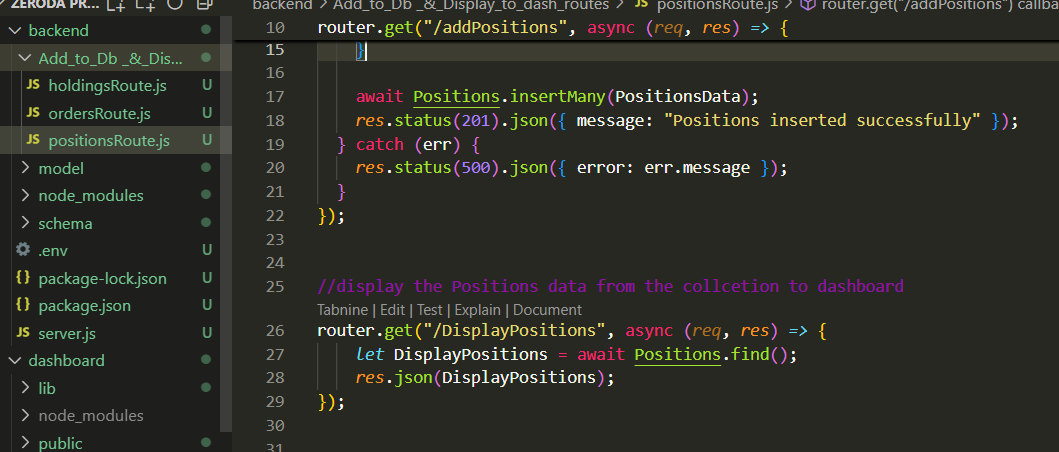 ZERODA PR...
backend
Add_to_Db _&_Dis...
JS holdingsRoute.js U
JS ordersRoute.js U
JS positionsRoute.js U
model
node_modules
schema
.env U
{} package-lock.json U
{} package.json U
JS server.js U
dashboard
lib
node_modules
public
backend > Add_to_Db _&_Display_to_dash_routes > JS positionsRoute.js > router.get("/addPositions") callba
10 router.get("/addPositions", async (req, res) => {
15 }
16
17 await Positions.insertMany(PositionsData);
18 res.status(201).json({ message: "Positions inserted successfully" });
19 } catch (err) {
20 res.status(500).json({ error: err.message });
21 }
22 });
23
24
25 //display the Positions data from the collcetion to dashboard
Tabnine | Edit | Test | Explain | Document
26 router.get("/DisplayPositions", async (req, res) => {
27 let DisplayPositions = await Positions.find();
28 res.json(DisplayPositions);
29 });
30
31